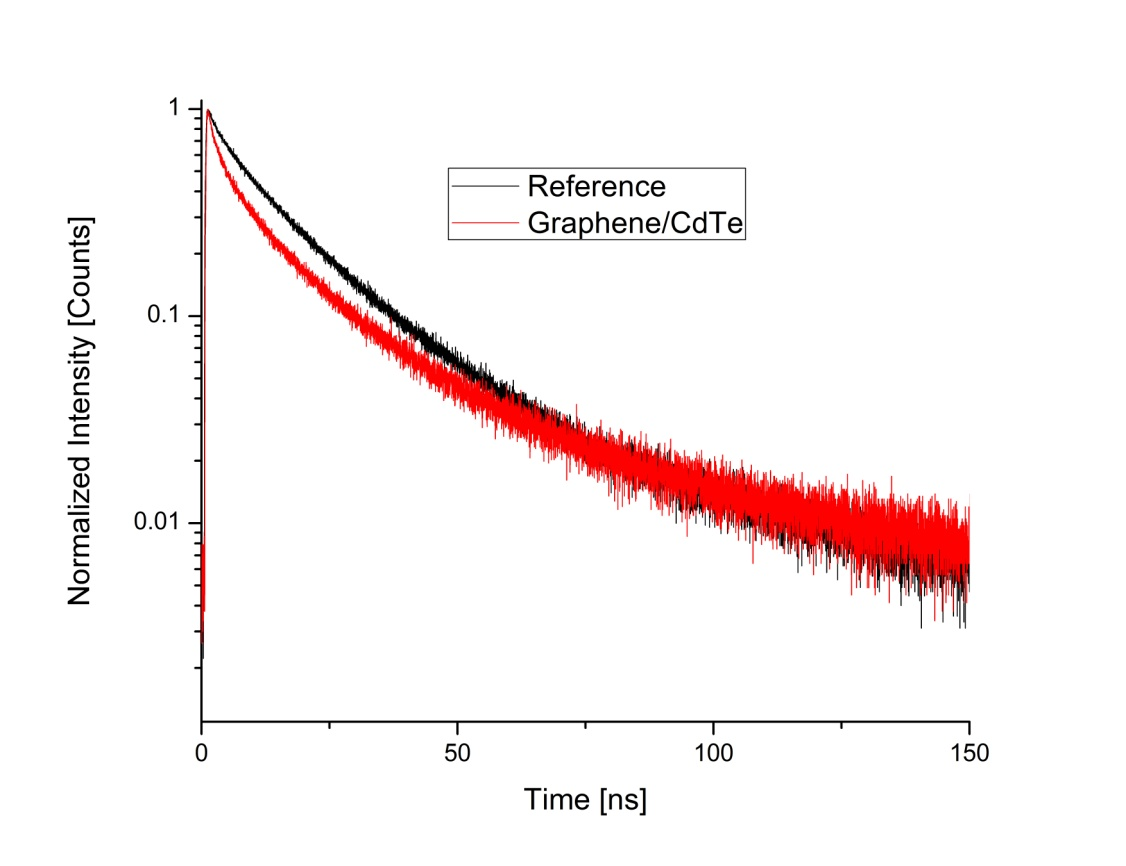 1
Reference
Graphene/CdTe
0.1
Normalized Intensity [Counts]
0.01
0
50
100
150
Time [ns]